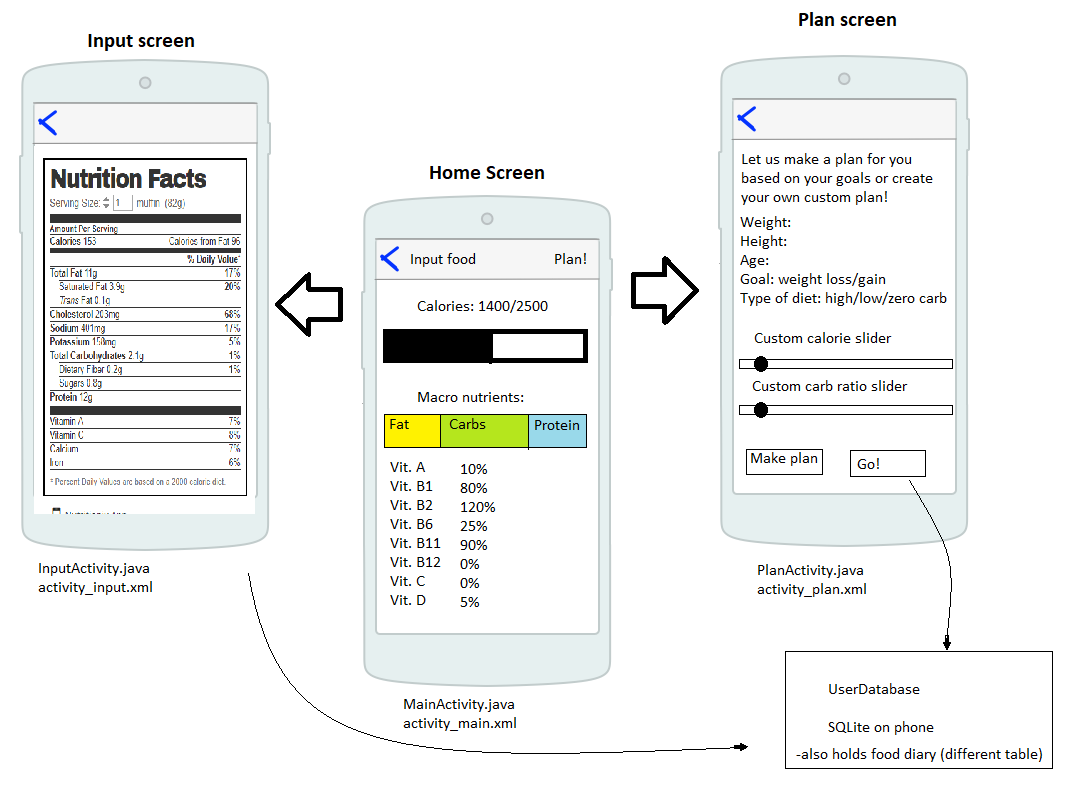 Input screen
Nutrition Facts
Serving Size: 1 muffin (82g)
Amount Per Serving
Calories 153 Calories from Fat 96
% Daily Value*
Total Fat 11g 17%
Saturated Fat 3.9g 20%
Trans Fat 0.1g
Cholesterol 203mg 68%
Sodium 401mg 17%
Potassium 158mg 5%
Total Carbohydrates 2.1g 1%
Dietary Fiber 0.2g 1%
Sugars 0.8g
Protein 12g
Vitamin A 7%
Vitamin C 8%
Calcium 7%
Iron 6%
* Percent Daily Values are based on a 2000 calorie diet.
InputActivity.java
activity_input.xml
Home Screen
Input food Plan!
Calories: 1400/2500
Macro nutrients:
Fat Carbs Protein
Vit. A 10%
Vit. B1 80%
Vit. B2 120%
Vit. B6 25%
Vit. B11 90%
Vit. B12 0%
Vit. C 0%
Vit. D 5%
MainActivity.java
activity_main.xml
Plan screen
Let us make a plan for you
based on your goals or create
your own custom plan!
Weight:
Height:
Age:
Goal: weight loss/gain
Type of diet: high/low/zero carb
Custom calorie slider
Custom carb ratio slider
Make plan Go!
PlanActivity.java
activity_plan.xml
UserDatabase
SQLite on phone
-also holds food diary (different table)